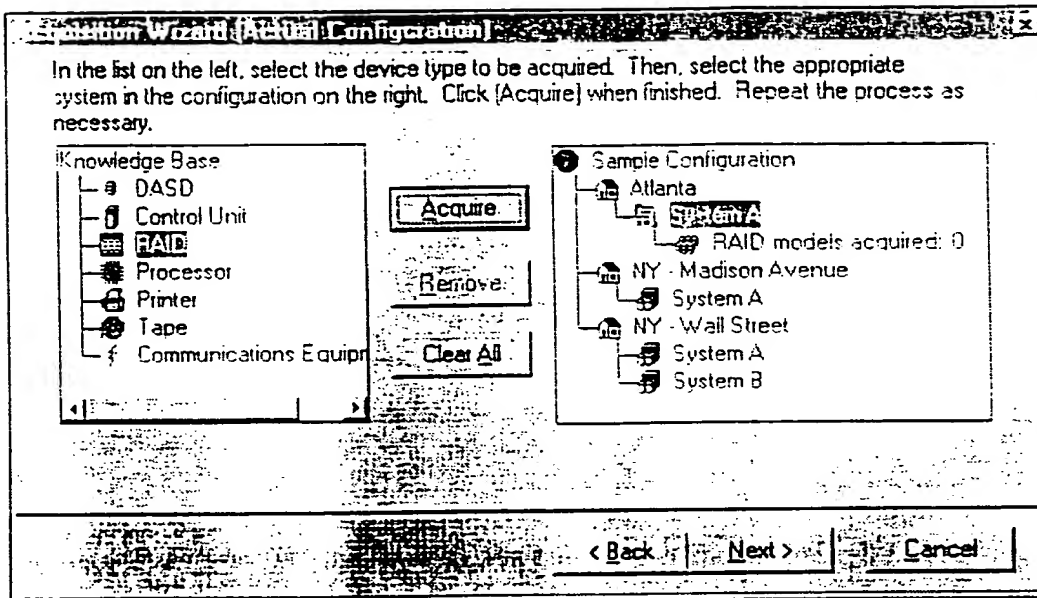 Wizard [Actual Configuration]
In the list on the left, select the device type to be acquired. Then, select the appropriate
system in the configuration on the right. Click [Acquire] when finished. Repeat the process as
necessary.
Knowledge Base
DASD
Control Unit
RAID
Processor
Printer
Tape
Communications Equipr
Acquire
Remove
Clear All
Sample Configuration
Atlanta
System A
RAID models acquired: 0
NY - Madison Avenue
System A
NY - Wall Street
System A
System B
< Back
Next >
Cancel